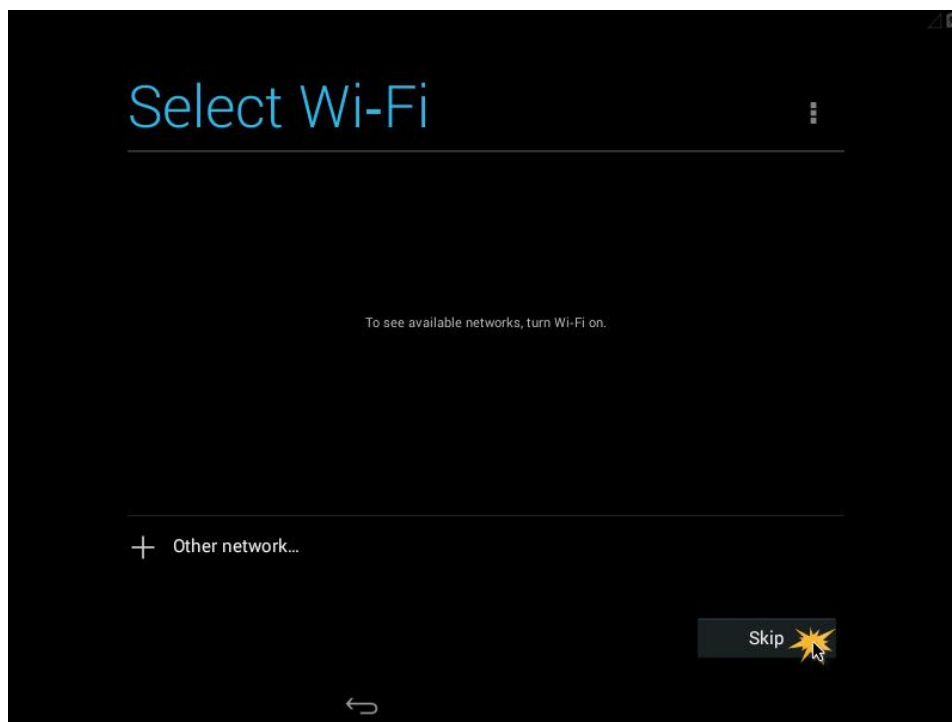 Select Wi-Fi
To see available networks, turn Wi-Fi on.
Other network...
Skip